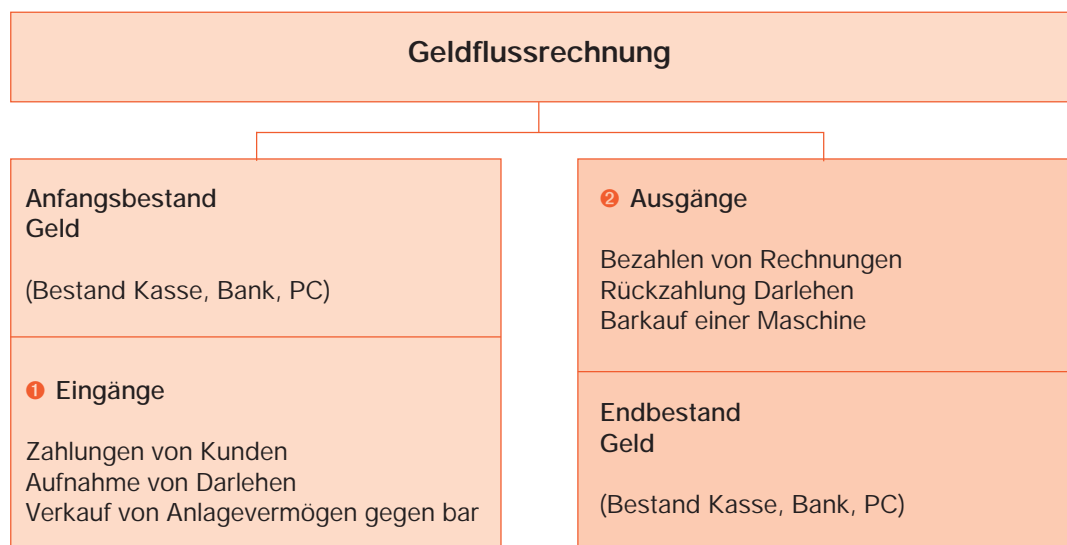 Geldflussrechnung
Anfangsbestand
Geld
(Bestand Kasse, Bank, PC)
❶ Eingänge
Zahlungen von Kunden
Aufnahme von Darlehen
Verkauf von Anlagevermögen gegen bar
❷ Ausgänge
Bezahlen von Rechnungen
Rückzahlung Darlehen
Barkauf einer Maschine
Endbestand
Geld
(Bestand Kasse, Bank, PC)